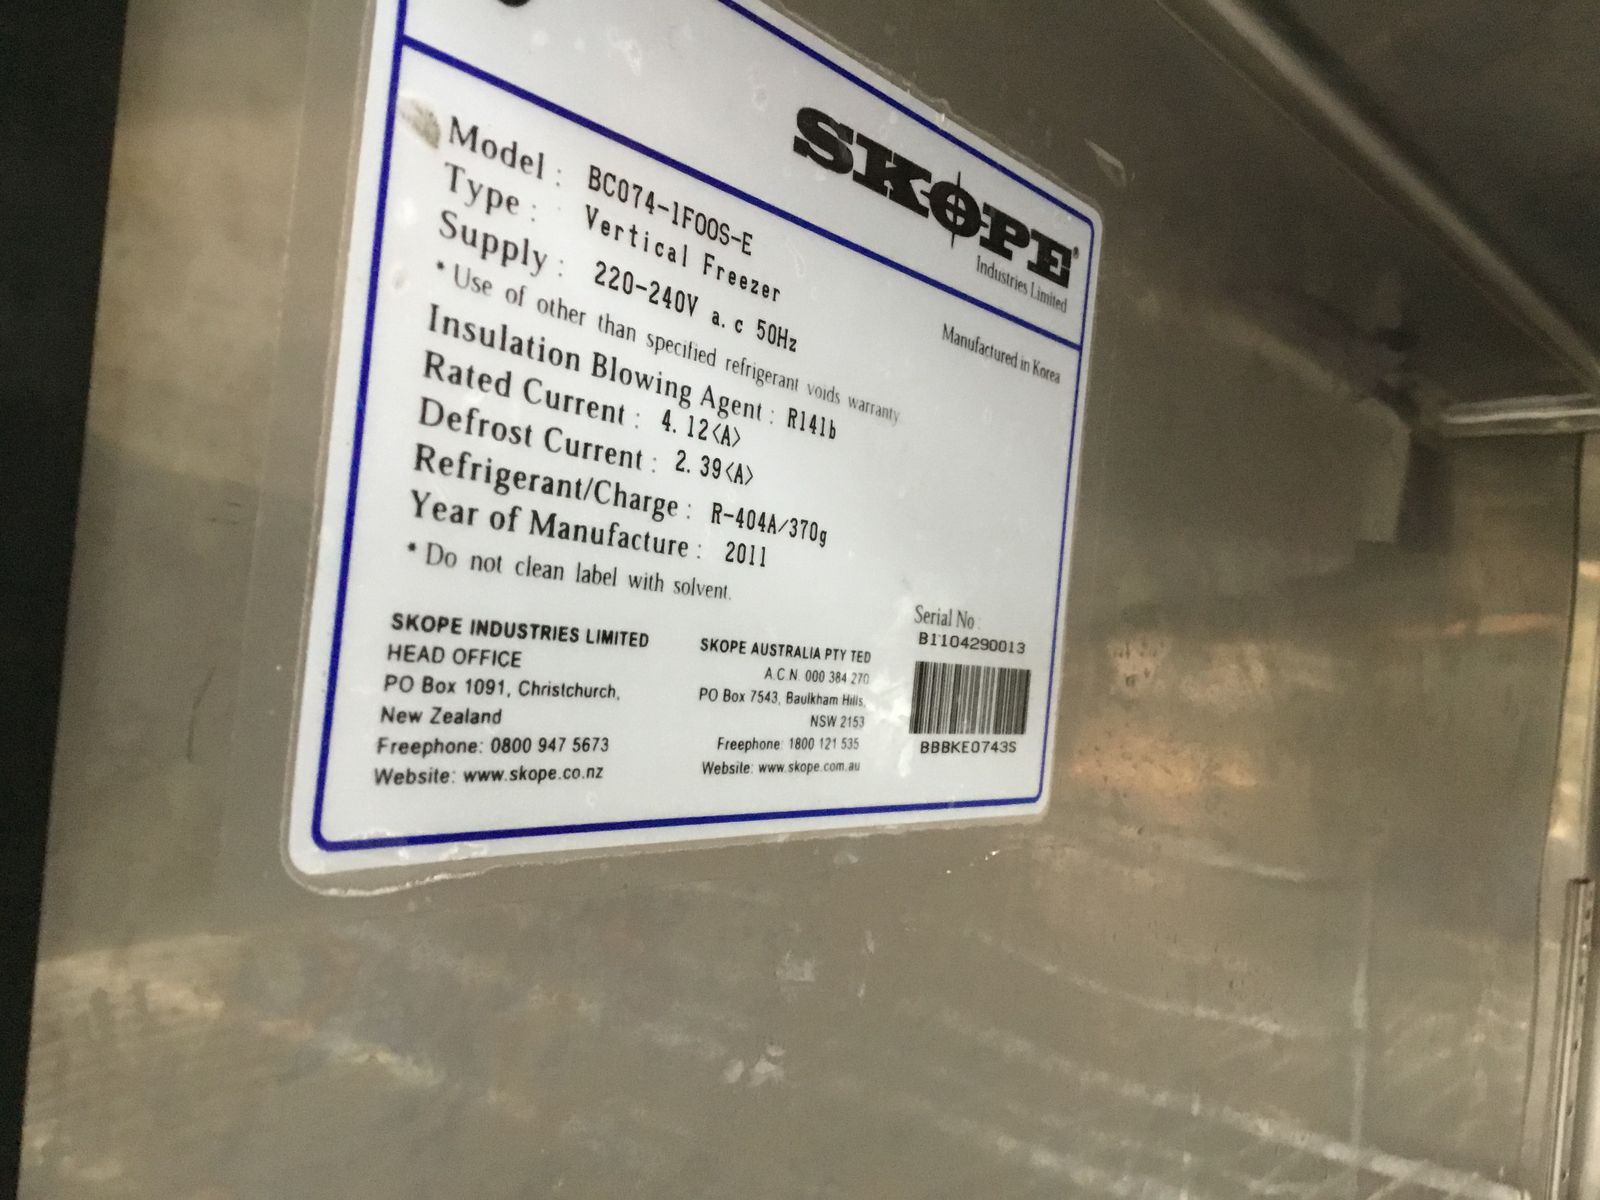 SKOPE®
Industries Limited
Manufactured in Korea
Model : BC074-1F00S-E
Type : Vertical Freezer
Supply : 220-240V a.c 50Hz
* Use of other than specified refrigerant voids warranty
Insulation Blowing Agent : R141b
Rated Current : 4.12<A>
Defrost Current : 2.39<A>
Refrigerant/Charge : R-404A/370g
Year of Manufacture : 2011
* Do not clean label with solvent.
SKOPE INDUSTRIES LIMITED
HEAD OFFICE
PO Box 1091, Christchurch,
New Zealand
Freephone: 0800 947 5673
Website: www.skope.co.nz
SKOPE AUSTRALIA PTY TED
A.C.N. 000 384 270
PO Box 7543, Baulkham Hills,
NSW 2153
Freephone: 1800 121 535
Website: www.skope.com.au
Serial No :
B1104290013
BBBKE0743S